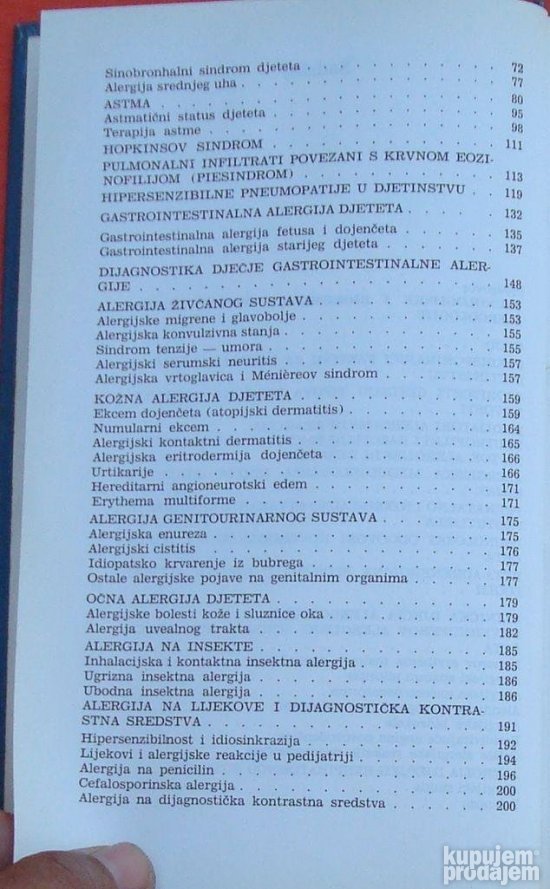 Sinobronhalni sindrom djeteta . . . . . . . . . . 72
Alergija srednjeg uha . . . . . . . . . . 77
ASTMA . . . . . . . . . . 80
Astmatični status djeteta . . . . . . . . . . 95
Terapija astme . . . . . . . . . . 98
HOPKINSOV SINDROM . . . . . . . . . . 111
PULMONALNI INFILTRATI POVEZANI S KRVNOM EOZI-
NOFILIJOM (PIESINDROM) . . . . . . . . . . 113
HIPERSENZIBILNE PNEUMOPATIJE U DJETINSTVU . . 119
GASTROINTESTINALNA ALERGIJA DJETETA . . . . . . 132
Gastrointestinalna alergija fetusa i dojenčeta . . . . . . 135
Gastrointestinalna alergija starijeg djeteta . . . . . . 137
DIJAGNOSTIKA DJEČJE GASTROINTESTINALNE ALER-
GIJE . . . . . . . . . . 148
ALERGIJA ŽIVČANOG SUSTAVA . . . . . . . . . . 153
Alergijske migrene i glavobolje . . . . . . . . . . 153
Alergijska konvulzivna stanja . . . . . . . . . . 155
Sindrom tenzije — umora . . . . . . . . . . 155
Alergijski serumski neuritis . . . . . . . . . . 157
Alergijska vrtoglavica i Ménièreov sindrom . . . . . . 157
KOŽNA ALERGIJA DJETETA . . . . . . . . . . 159
Ekcem dojenčeta (atopijski dermatitis) . . . . . . . . 159
Numularni ekcem . . . . . . . . . . 164
Alergijski kontaktni dermatitis . . . . . . . . . . 165
Alergijska eritrodermija dojenčeta . . . . . . . . . . 166
Urtikarije . . . . . . . . . . 166
Hereditarni angioneurotski edem . . . . . . . . . . 171
Erythema multiforme . . . . . . . . . . 171
ALERGIJA GENITOURINARNOG SUSTAVA . . . . . . 175
Alergijska enureza . . . . . . . . . . 175
Alergijski cistitis . . . . . . . . . . 176
Idiopatsko krvarenje iz bubrega . . . . . . . . . . 177
Ostale alergijske pojave na genitalnim organima . . . . . . 177
OČNA ALERGIJA DJETETA . . . . . . . . . . 179
Alergijske bolesti kože i sluznice oka . . . . . . . . 179
Alergija uvealnog trakta . . . . . . . . . . 182
ALERGIJA NA INSEKTE . . . . . . . . . . 185
Inhalacijska i kontaktna insektna alergija . . . . . . . . 185
Ugrizna insektna alergija . . . . . . . . . . 186
Ubodna insektna alergija . . . . . . . . . . 186
ALERGIJA NA LIJEKOVE I DIJAGNOSTIČKA KONTRA-
STNA SREDSTVA . . . . . . . . . . 191
Hipersenzibilnost i idiosinkrazija . . . . . . . . . . 192
Lijekovi i alergijske reakcije u pedijatriji . . . . . . . . 194
Alergija na penicilin . . . . . . . . . . 196
Cefalosporinska alergija . . . . . . . . . . 200
Alergija na dijagnostička kontrastna sredstva . . . . . . 200
kupujem
prodajem